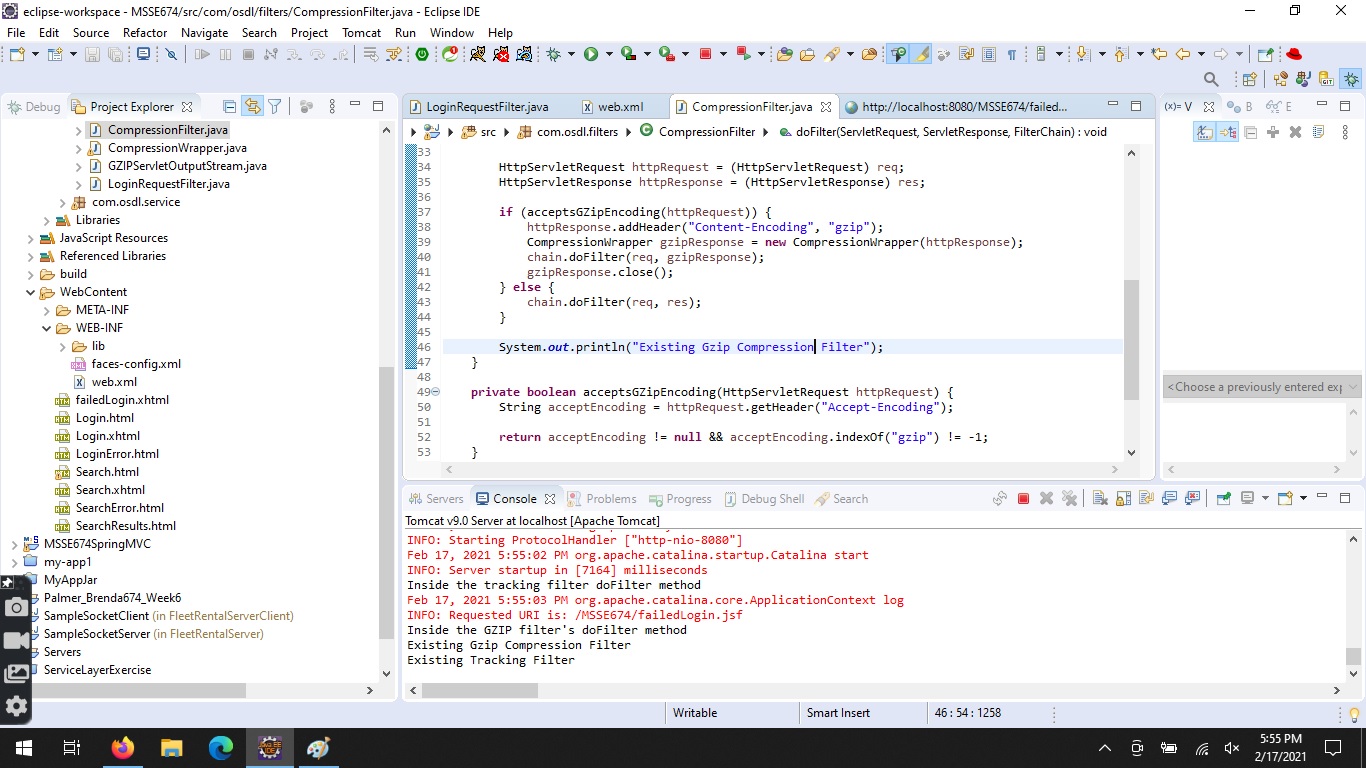 eclipse-workspace - MSSE674/src/com/osdl/filters/CompressionFilter.java - Eclipse IDE
File Edit Source Refactor Navigate Search Project Tomcat Run Window Help
Debug Project Explorer
CompressionFilter.java
CompressionWrapper.java
GZIPServletOutputStream.java
LoginRequestFilter.java
com.osdl.service
Libraries
JavaScript Resources
Referenced Libraries
build
WebContent
META-INF
WEB-INF
lib
faces-config.xml
web.xml
failedLogin.xhtml
Login.html
Login.xhtml
LoginError.html
Search.html
Search.xhtml
SearchError.html
SearchResults.html
MSSE674SpringMVC
my-app1
MyAppJar
Palmer_Brenda674_Week6
SampleSocketClient (in FleetRentalServerClient)
SampleSocketServer (in FleetRentalServer)
Servers
ServiceLayerExercise
LoginRequestFilter.java web.xml CompressionFilter.java http://localhost:8080/MSSE674/failed...
src com.osdl.filters CompressionFilter doFilter(ServletRequest, ServletResponse, FilterChain) : void
33
34 HttpServletRequest httpRequest = (HttpServletRequest) req;
35 HttpServletResponse httpResponse = (HttpServletResponse) res;
36
37 if (acceptsGZipEncoding(httpRequest)) {
38 httpResponse.addHeader("Content-Encoding", "gzip");
39 CompressionWrapper gzipResponse = new CompressionWrapper(httpResponse);
40 chain.doFilter(req, gzipResponse);
41 gzipResponse.close();
42 } else {
43 chain.doFilter(req, res);
44 }
45
46 System.out.println("Existing Gzip Compression Filter");
47 }
48
49 private boolean acceptsGZipEncoding(HttpServletRequest httpRequest) {
50 String acceptEncoding = httpRequest.getHeader("Accept-Encoding");
51
52 return acceptEncoding != null && acceptEncoding.indexOf("gzip") != -1;
53 }
(x)= V B E
<Choose a previously entered exp
Servers Console Problems Progress Debug Shell Search
Tomcat v9.0 Server at localhost [Apache Tomcat]
INFO: Starting ProtocolHandler ["http-nio-8080"]
Feb 17, 2021 5:55:02 PM org.apache.catalina.startup.Catalina start
INFO: Server startup in [7164] milliseconds
Inside the tracking filter doFilter method
Feb 17, 2021 5:55:03 PM org.apache.catalina.core.ApplicationContext log
INFO: Requested URI is: /MSSE674/failedLogin.jsf
Inside the GZIP filter's doFilter method
Existing Gzip Compression Filter
Existing Tracking Filter
Writable Smart Insert 46 : 54 : 1258
5:55 PM
2/17/2021